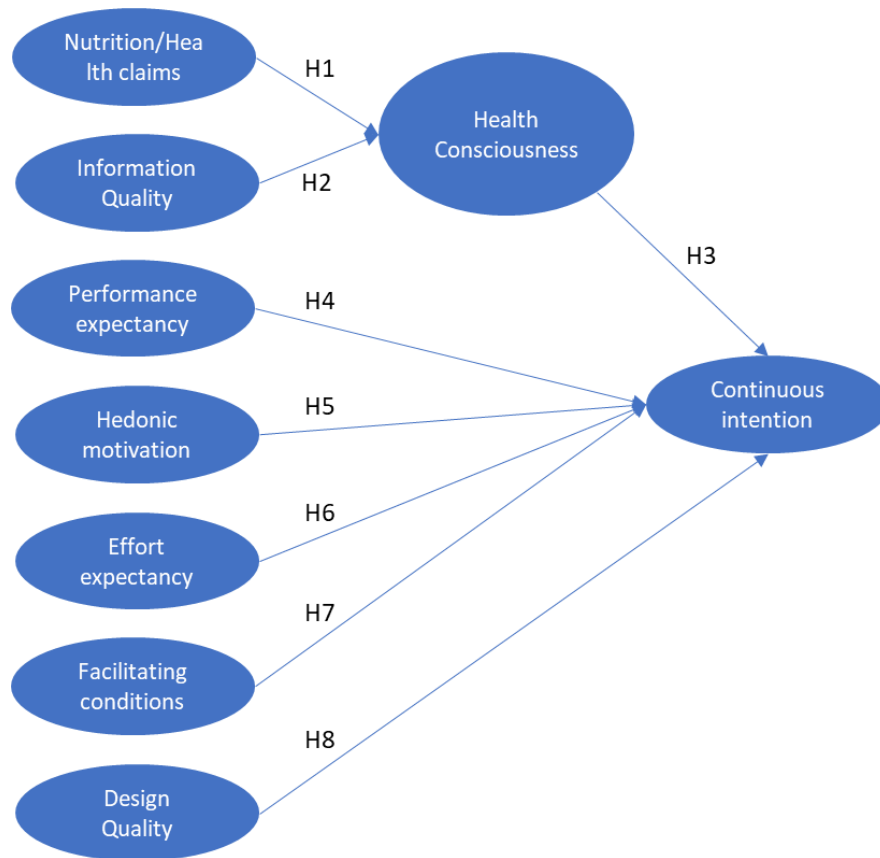 Nutrition/Hea
lth claims
H1
Health
Consciousness
Information
Quality
H2
H3
Performance
expectancy
H4
Continuous
intention
Hedonic
motivation
H5
Effort
expectancy
H6
Facilitating
conditions
H7
Design
Quality
H8